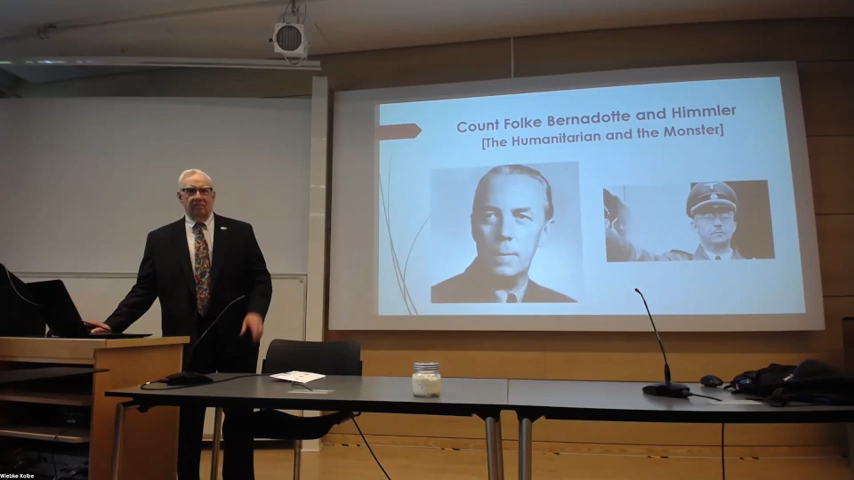 Count Folke Bernadotte and Himmler
[The Humanitarian and the Monster]
Wiebke Kolbe